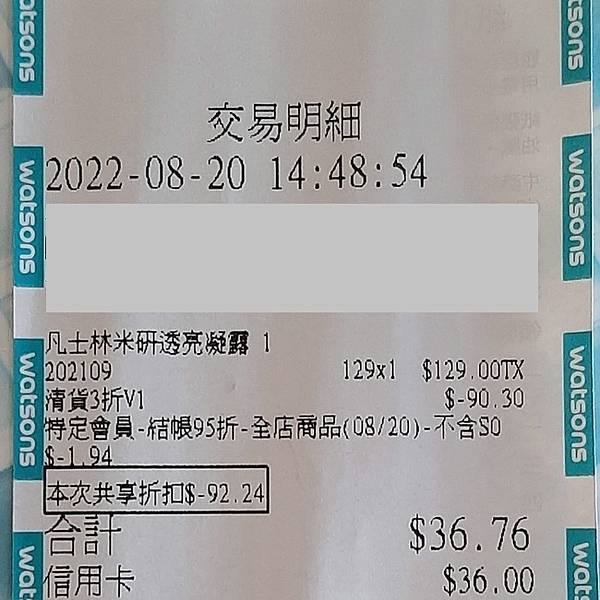 交易明細
2022-08-20 14:48:54
凡士林米研透亮凝露 1
202109 129x1 $129.00TX
清貨3折V1 $-90.30
特定會員-結帳95折-全店商品(08/20)-不含SO
$-1.94
本次共享折扣$-92.24
合計 $36.76
信用卡 $36.00
watsons
watsons
watsons
watsons
watsons
watsons
wats
wats